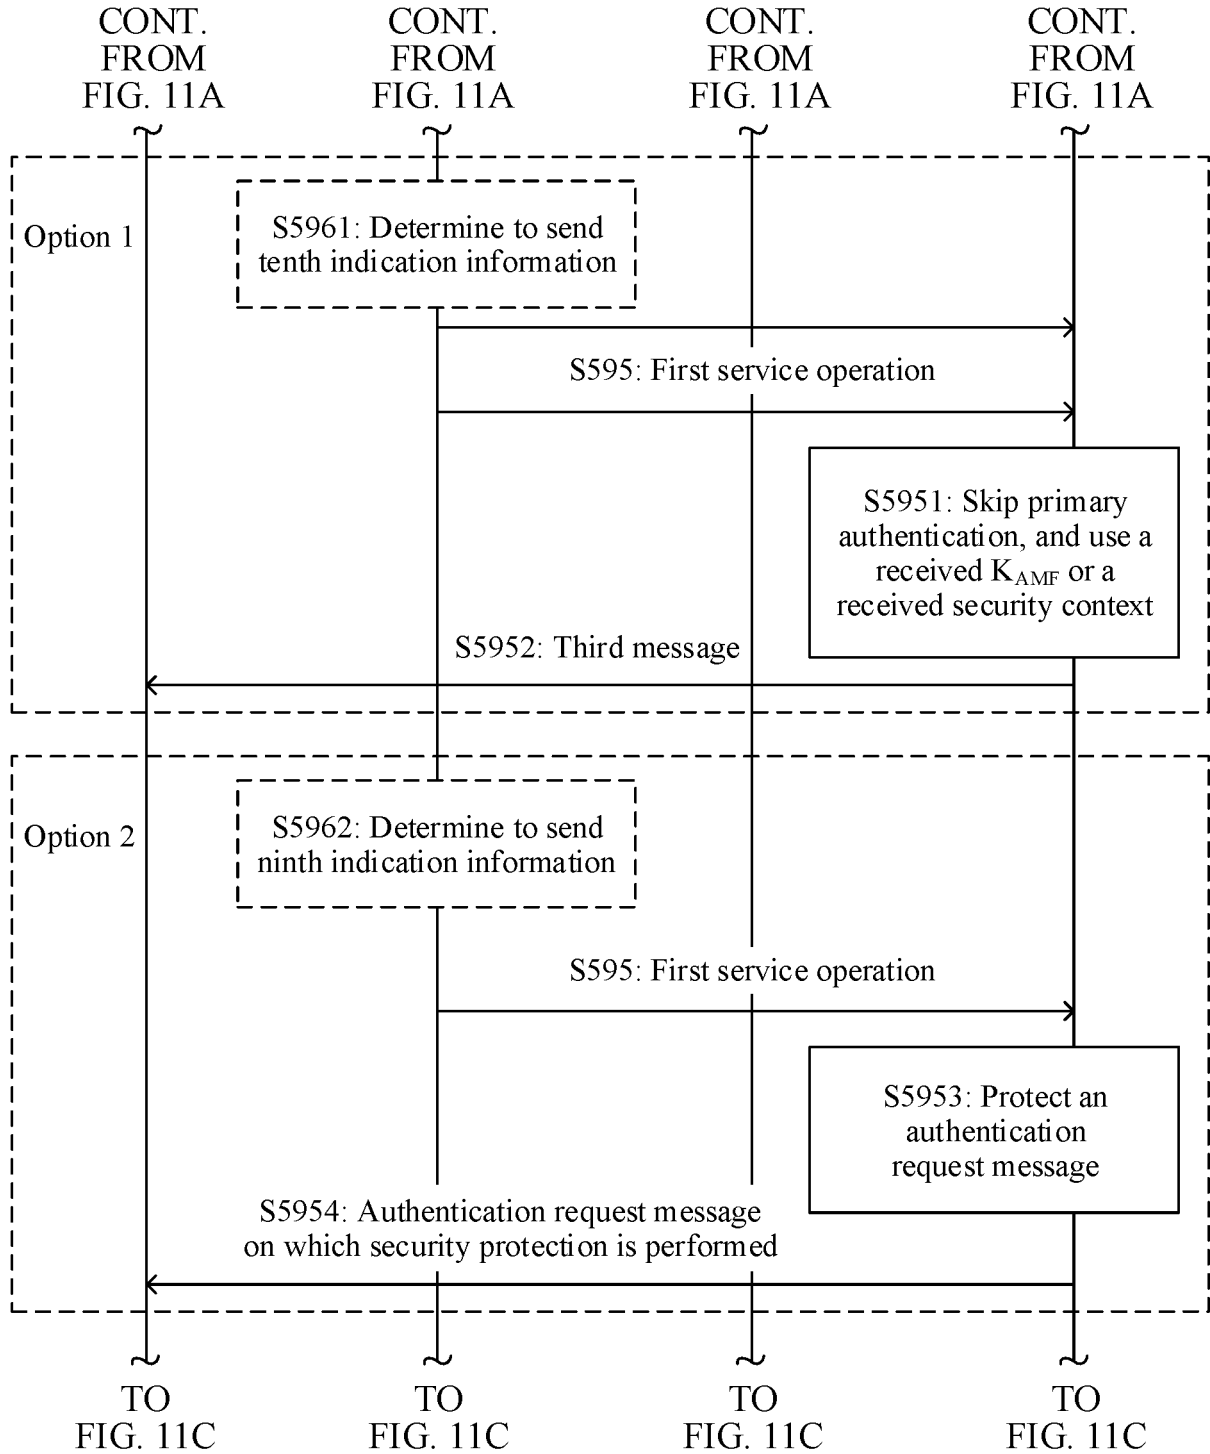 CONT.
FROM
FIG. 11A
CONT.
FROM
FIG. 11A
CONT.
FROM
FIG. 11A
CONT.
FROM
FIG. 11A
Option 1
S5961: Determine to send
tenth indication information
S595: First service operation
S5951: Skip primary
authentication, and use a
received KAMF or a
received security context
S5952: Third message
Option 2
S5962: Determine to send
ninth indication information
S595: First service operation
S5953: Protect an
authentication
request message
S5954: Authentication request message
on which security protection is performed
TO
FIG. 11C
TO
FIG. 11C
TO
FIG. 11C
TO
FIG. 11C